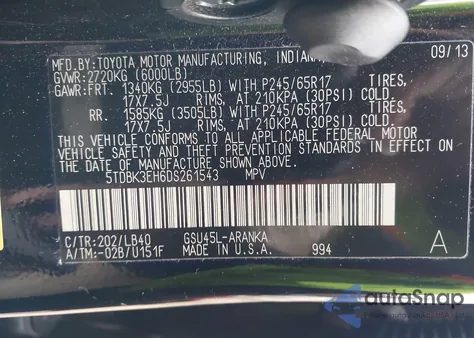 MFD.BY:TOYOTA MOTOR MANUFACTURING, 09/13
GVWR:2720KG (6000LB)
GAWR:FRT. 1340KG (2955LB) WITH P245/65R17 TIRES,
17X7.5J RIMS, AT 210KPA (30PSI) COLD.
RR. 1585KG (3505LB) WITH P245/65R17 TIRES,
17X7.5J RIMS, AT 210KPA (30PSI) COLD.
THIS VEHICLE CONFORMS TO ALL APPLICABLE FEDERAL MOTOR
VEHICLE SAFETY AND THEFT PREVENTION STANDARDS IN EFFECT ON
THE DATE OF MANUFACTURE SHOWN ABOVE.
5TDBK3EH6DS261543 MPV
C/TR:202/LB40 GSU45L-ARANKA A
A/TM:-02B/U151F MADE IN U.S.A. 994
autoSnap